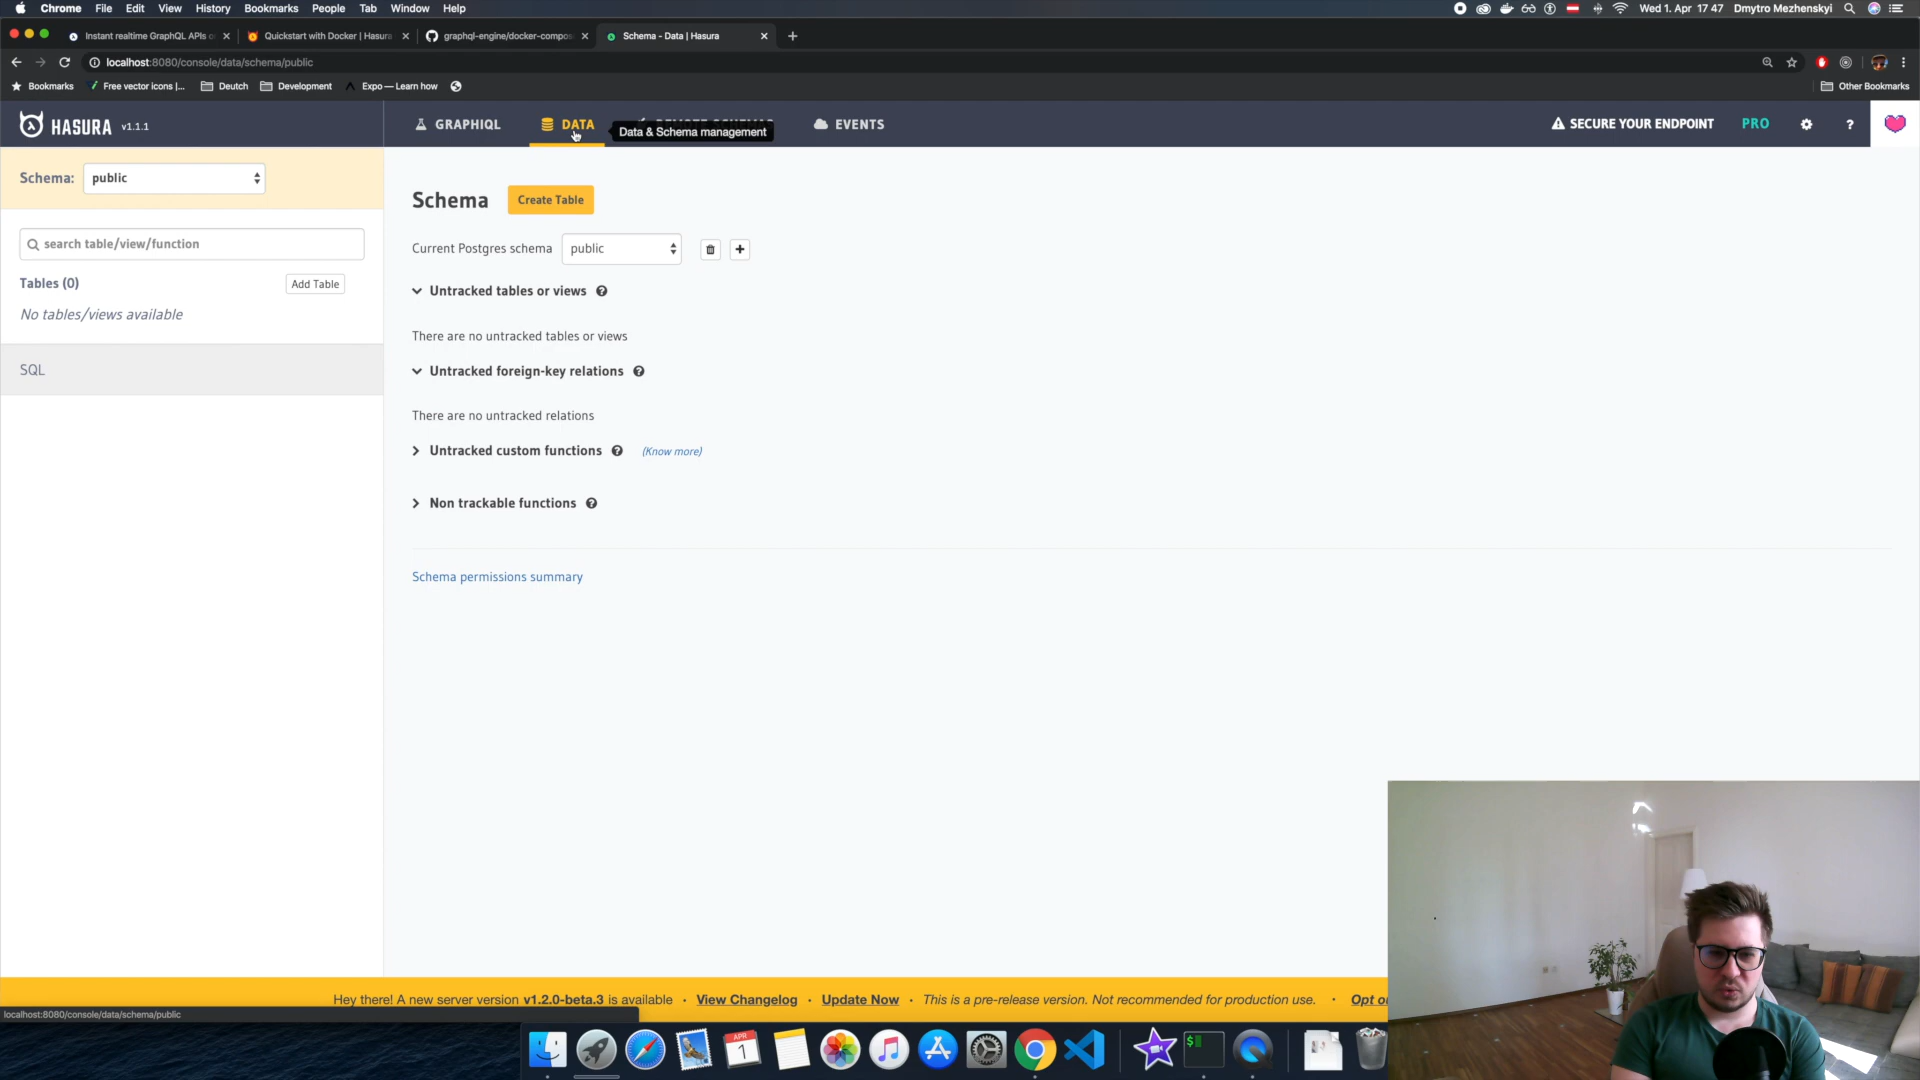 Chrome File Edit View History Bookmarks People Tab Window Help
Wed 1. Apr 17 47 Dmytro Mezhenskyi
Instant realtime GraphQL APIs o
Quickstart with Docker | Hasura
graphql-engine/docker-compos
Schema - Data | Hasura
localhost:8080/console/data/schema/public
Bookmarks Free vector icons |... Deutch Development Expo — Learn how Other Bookmarks
HASURA v1.1.1
GRAPHIQL DATA EVENTS
Data & Schema management
SECURE YOUR ENDPOINT PRO ?
Schema: public
search table/view/function
Tables (0) Add Table
No tables/views available
SQL
Schema Create Table
Current Postgres schema public
Untracked tables or views
There are no untracked tables or views
Untracked foreign-key relations
There are no untracked relations
Untracked custom functions (Know more)
Non trackable functions
Schema permissions summary
Hey there! A new server version v1.2.0-beta.3 is available · View Changelog · Update Now · This is a pre-release version. Not recommended for production use. · Opt o
localhost:8080/console/data/schema/public
APR
1
$